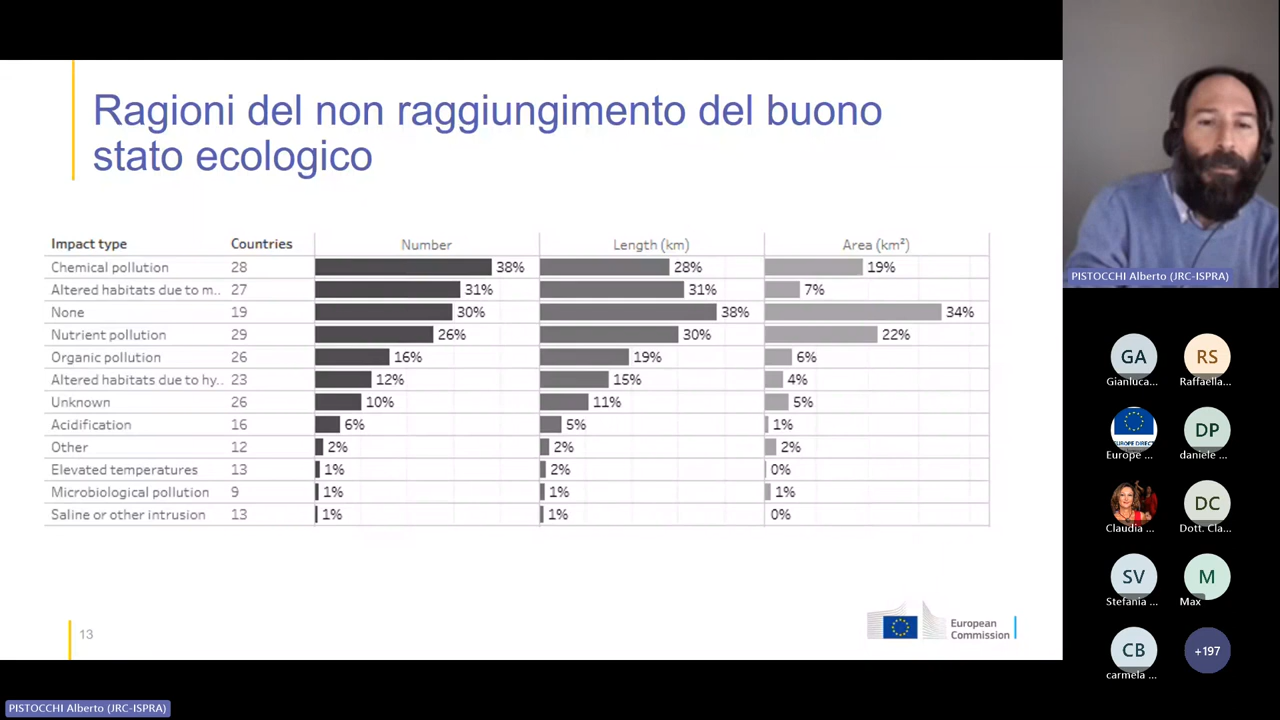 Ragioni del non raggiungimento del buono
stato ecologico
Impact type Countries Number Length (km) Area (km²)
Chemical pollution 28 38% 28% 19%
Altered habitats due to m.. 27 31% 31% 7%
None 19 30% 38% 34%
Nutrient pollution 29 26% 30% 22%
Organic pollution 26 16% 19% 6%
Altered habitats due to hy.. 23 12% 15% 4%
Unknown 26 10% 11% 5%
Acidification 16 6% 5% 1%
Other 12 2% 2% 2%
Elevated temperatures 13 1% 2% 0%
Microbiological pollution 9 1% 1% 1%
Saline or other intrusion 13 1% 1% 0%
13
European
Commission
PISTOCCHI Alberto (JRC-ISPRA)
GA RS
Gianluca... Raffaella...
EUROPE DIRECT DP
Europe ... daniele ...
DC
Claudia ... Dott. Cla...
SV M
Stefania ... Max
CB +197
carmela ...
PISTOCCHI Alberto (JRC-ISPRA)